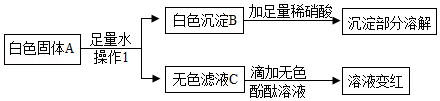 白色固体A
足量水
操作1
白色沉淀B
加足量稀硝酸
沉淀部分溶解
无色滤液C
滴加无色
酚酞溶液
溶液变红